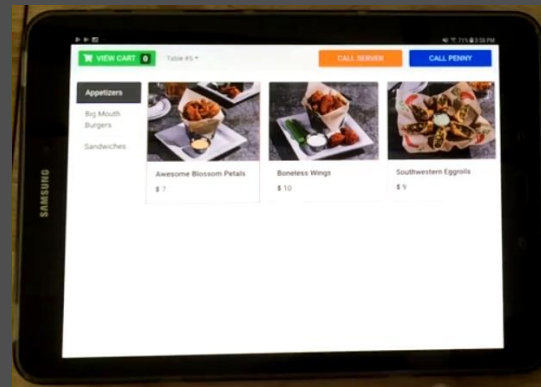 VIEW CART 0
Table #5
CALL SERVER
CALL PENNY
Appetizers
Big Mouth
Burgers
Sandwiches
Awesome Blossom Petals
$ 7
Boneless Wings
$ 10
Southwestern Eggrolls
$ 9
SAMSUNG